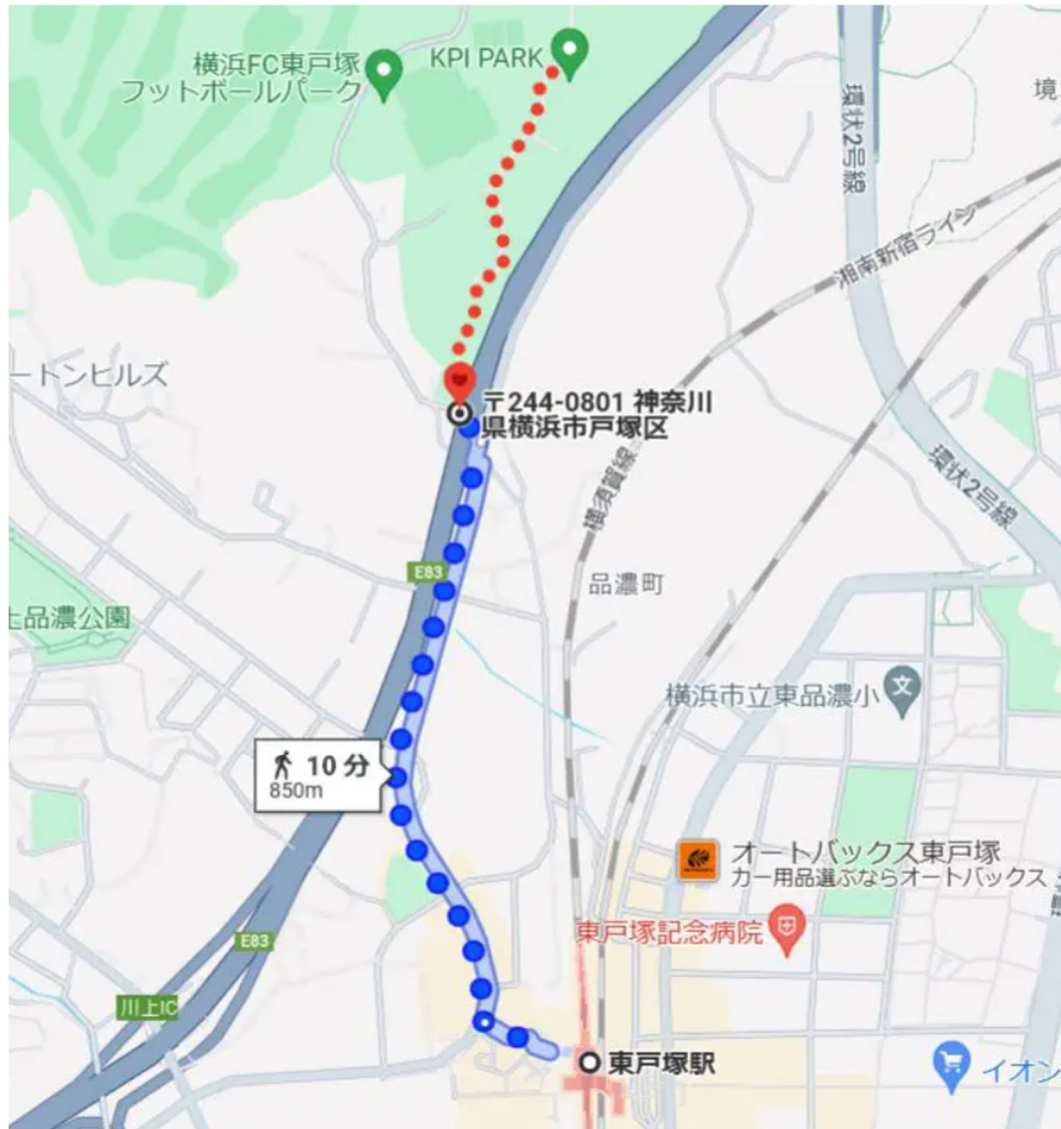 横浜FC東戸塚
フットボールパーク
KPI PARK
境
環状2号線
湘南新宿ライン
ートンヒルズ
〒244-0801 神奈川
県横浜市戸塚区
横須賀線
環状2号線
E83
品濃町
品濃公園
横浜市立東品濃小
文
10 分
850m
オートバックス東戸塚
カー用品選ぶならオートバックス
東戸塚記念病院
E83
川上IC
東戸塚駅
イオン